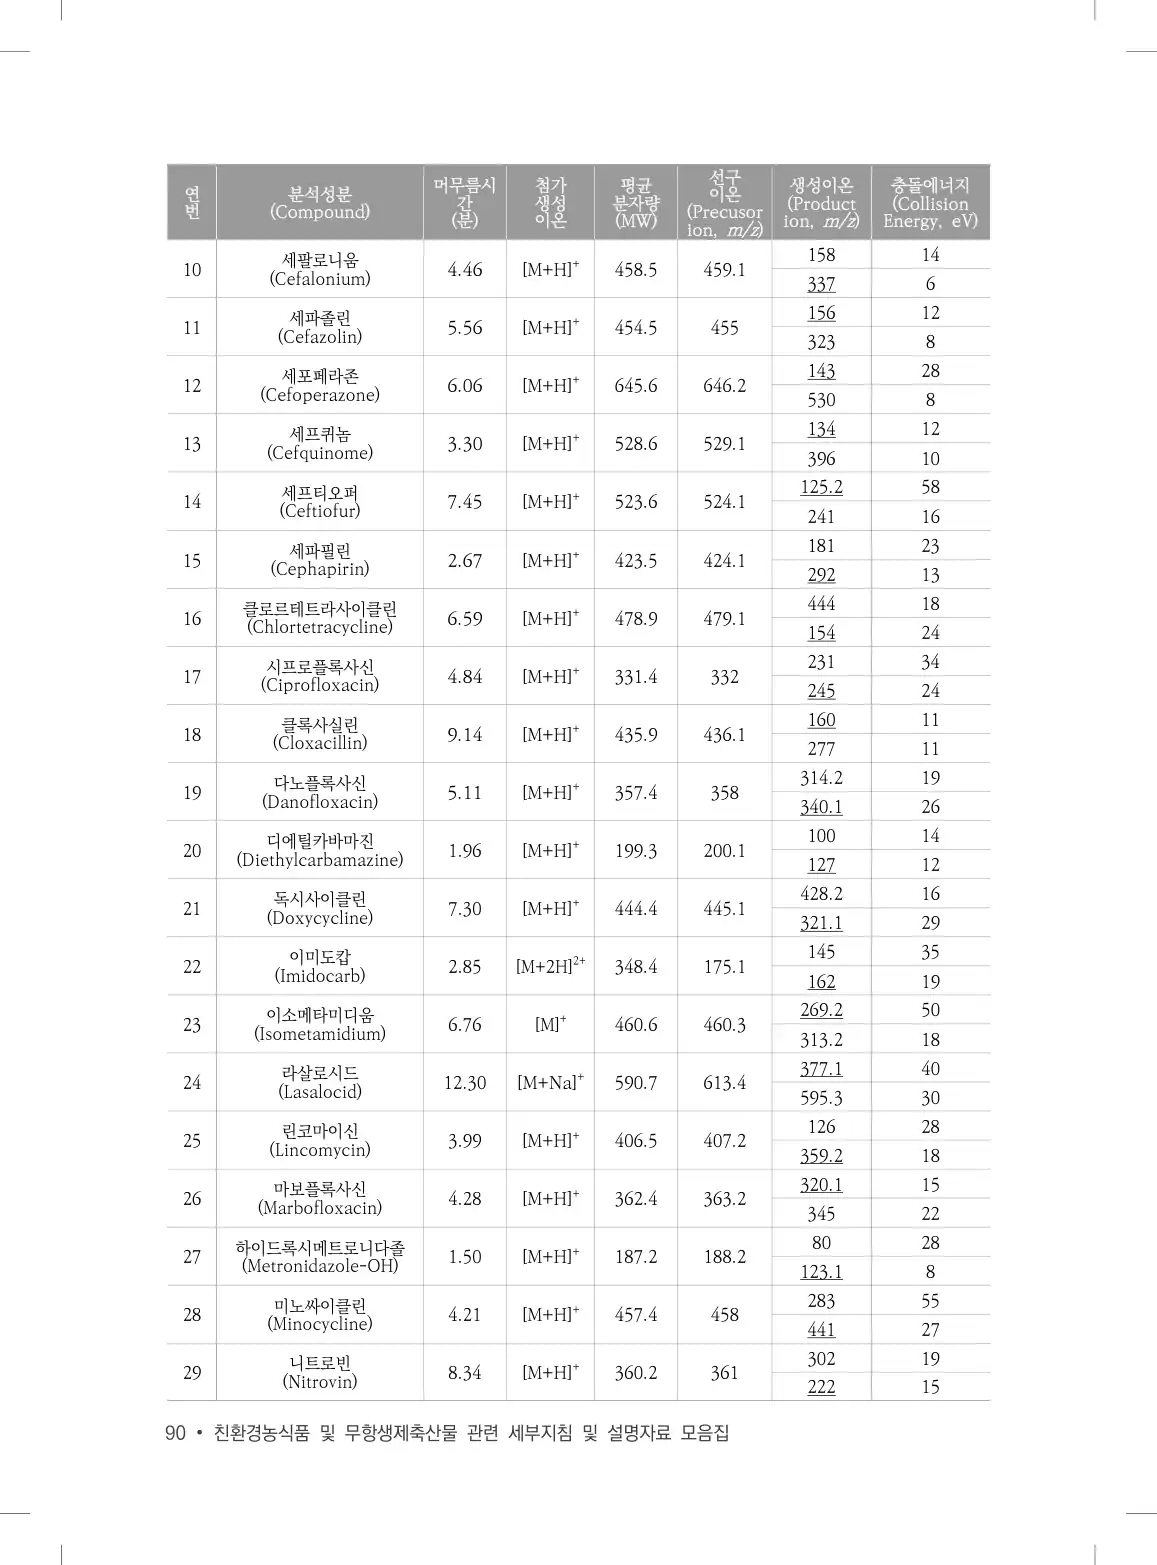 연번 분석성분 (Compound) 머무름시간 (분) 첨가생성이온 평균분자량 (MW) 선구이온 (Precusor ion, m/z) 생성이온 (Product ion, m/z) 충돌에너지 (Collision Energy, eV)
10 세팔로니움 (Cefalonium) 4.46 [M+H]+ 458.5 459.1 158 14
337 6
11 세파졸린 (Cefazolin) 5.56 [M+H]+ 454.5 455 156 12
323 8
12 세포페라존 (Cefoperazone) 6.06 [M+H]+ 645.6 646.2 143 28
530 8
13 세프퀴놈 (Cefquinome) 3.30 [M+H]+ 528.6 529.1 134 12
396 10
14 세프티오퍼 (Ceftiofur) 7.45 [M+H]+ 523.6 524.1 125.2 58
241 16
15 세파필린 (Cephapirin) 2.67 [M+H]+ 423.5 424.1 181 23
292 13
16 클로르테트라사이클린 (Chlortetracycline) 6.59 [M+H]+ 478.9 479.1 444 18
154 24
17 시프로플록사신 (Ciprofloxacin) 4.84 [M+H]+ 331.4 332 231 34
245 24
18 클록사실린 (Cloxacillin) 9.14 [M+H]+ 435.9 436.1 160 11
277 11
19 다노플록사신 (Danofloxacin) 5.11 [M+H]+ 357.4 358 314.2 19
340.1 26
20 디에틸카바마진 (Diethylcarbamazine) 1.96 [M+H]+ 199.3 200.1 100 14
127 12
21 독시사이클린 (Doxycycline) 7.30 [M+H]+ 444.4 445.1 428.2 16
321.1 29
22 이미도캅 (Imidocarb) 2.85 [M+2H]2+ 348.4 175.1 145 35
162 19
23 이소메타미디움 (Isometamidium) 6.76 [M]+ 460.6 460.3 269.2 50
313.2 18
24 라살로시드 (Lasalocid) 12.30 [M+Na]+ 590.7 613.4 377.1 40
595.3 30
25 린코마이신 (Lincomycin) 3.99 [M+H]+ 406.5 407.2 126 28
359.2 18
26 마보플록사신 (Marbofloxacin) 4.28 [M+H]+ 362.4 363.2 320.1 15
345 22
27 하이드록시메트로니다졸 (Metronidazole-OH) 1.50 [M+H]+ 187.2 188.2 80 28
123.1 8
28 미노싸이클린 (Minocycline) 4.21 [M+H]+ 457.4 458 283 55
441 27
29 니트로빈 (Nitrovin) 8.34 [M+H]+ 360.2 361 302 19
222 15
90 • 친환경농식품 및 무항생제축산물 관련 세부지침 및 설명자료 모음집